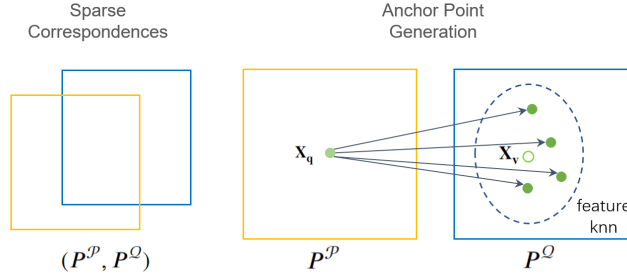 Sparse
Correspondences
Anchor Point
Generation
X_q
X_v
feature
knn
(P^𝒫, P^𝒬)
P^𝒫
P^𝒬